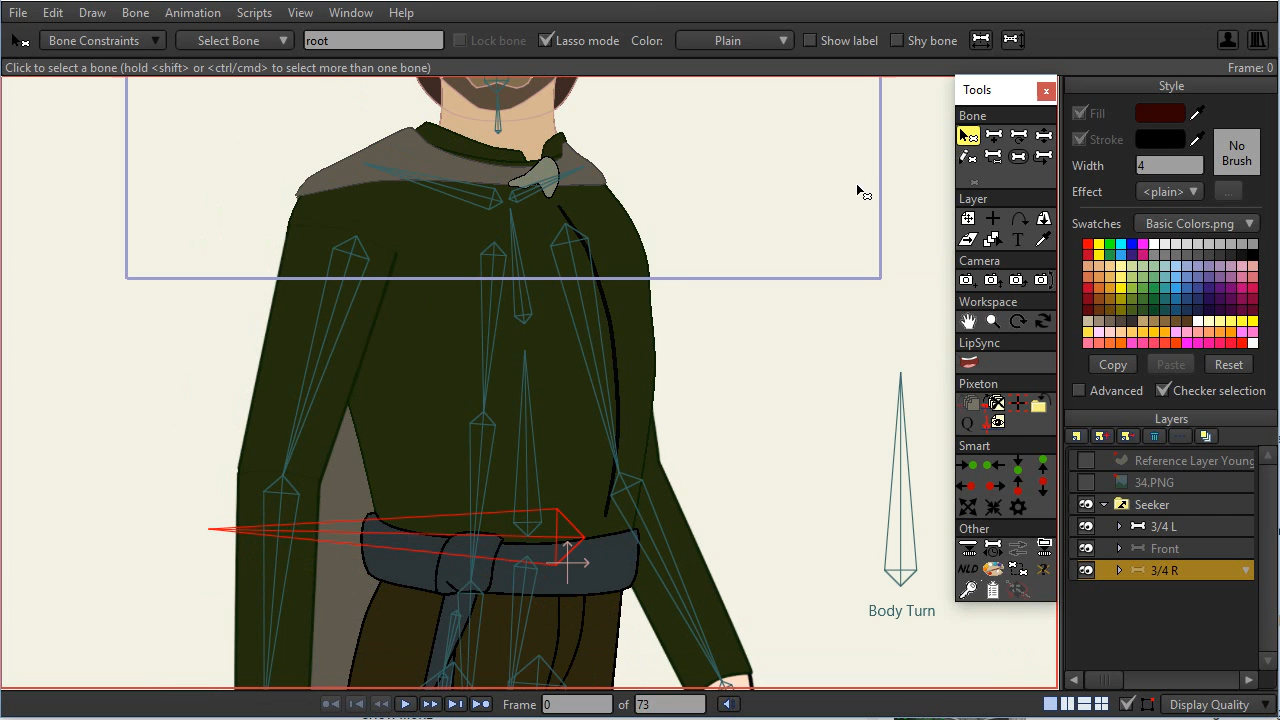 File Edit Draw Bone Animation Scripts View Window Help
Bone Constraints Select Bone root Lock bone Lasso mode Color: Plain Show label Shy bone
Click to select a bone (hold <shift> or <ctrl/cmd> to select more than one bone) Frame: 0
Tools
Bone
Layer
T
Camera
Workspace
LipSync
Pixeton
Q
Smart
Other
NLD
Style
Fill
Stroke
No
Brush
Width 4
Effect <plain> ...
Swatches Basic Colors.png
Copy Paste Reset
Advanced Checker selection
Layers
Reference Layer Young
34.PNG
Seeker
3/4 L
Front
3/4 R
Body Turn
Frame 0 of 73 Display Quality